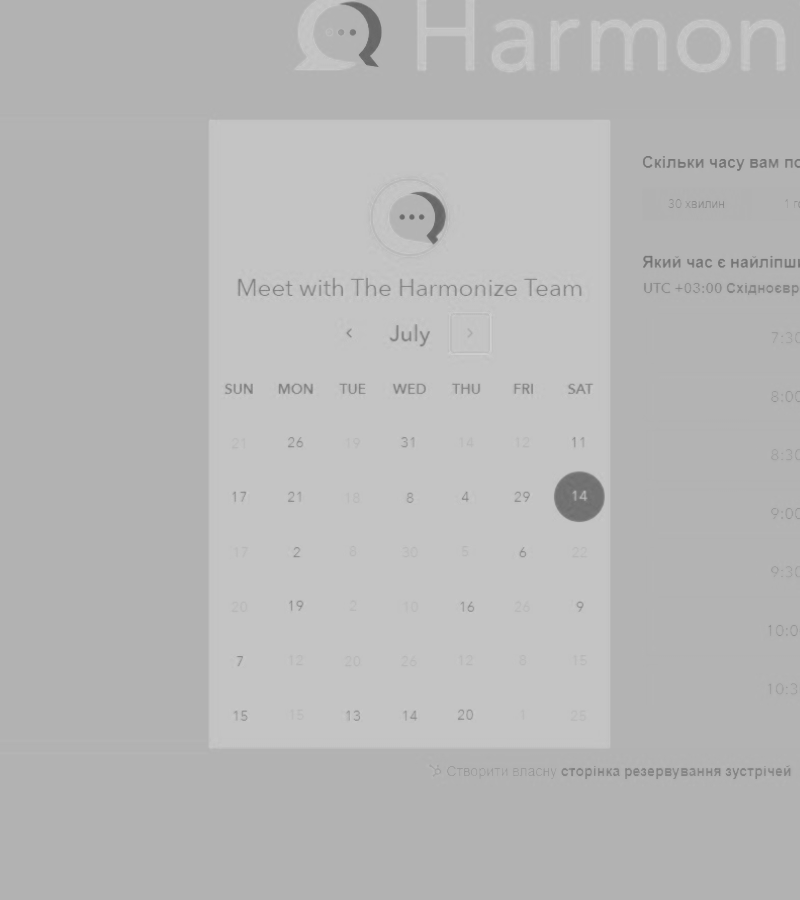 Harmon
Meet with The Harmonize Team
July
SUN MON TUE WED THU FRI SAT
21 26 19 31 14 12 11
17 21 18 8 4 29 14
17 2 8 30 5 6 22
20 19 2 10 16 26 9
7 12 20 26 12 8 15
15 15 13 14 20 1 25
Скільки часу вам по
30 хвилин 1 го
Який час є найліпши
UTC +03:00 Східноєвр
7:30
8:00
8:30
9:00
9:30
10:0
10:3
Створити власну сторінка резервування зустрічей